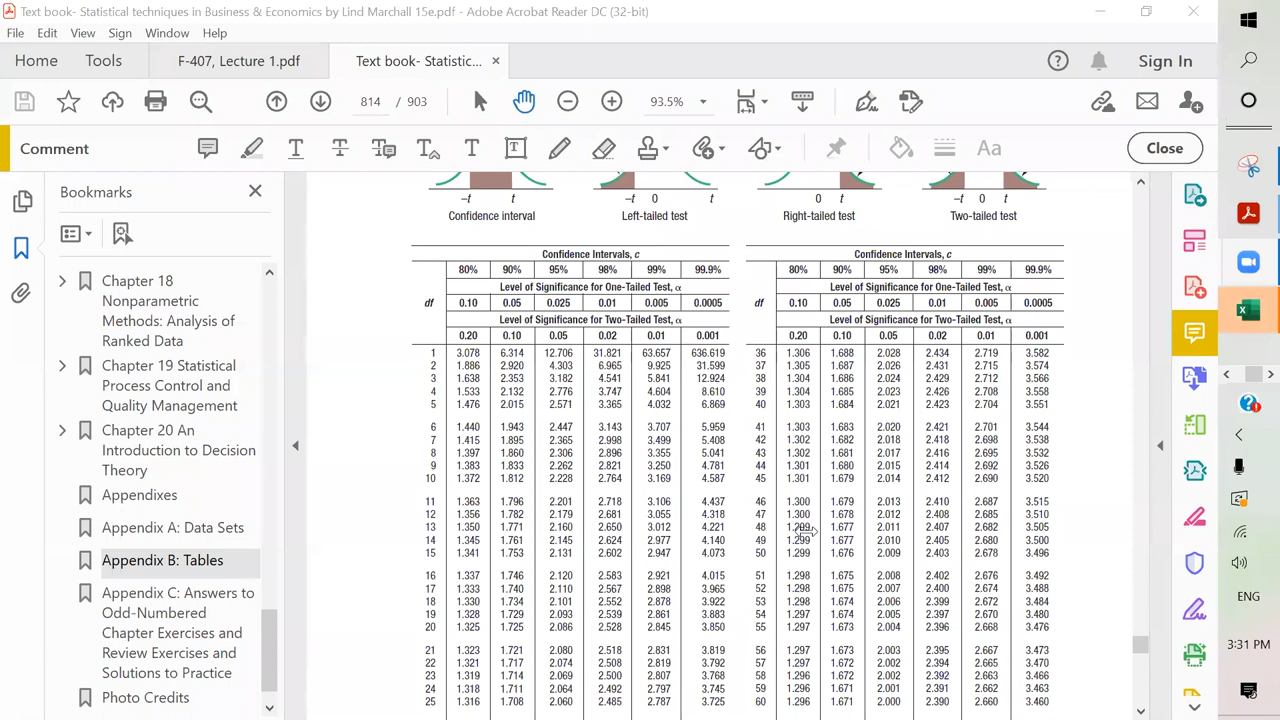 Text book- Statistical techniques in Business & Economics by Lind Marchall 15e.pdf - Adobe Acrobat Reader DC (32-bit)
File Edit View Sign Window Help
Home Tools F-407, Lecture 1.pdf Text book- Statistic... × Sign In
814 / 903 93.5%
Comment Close
Bookmarks
Chapter 18
Nonparametric
Methods: Analysis of
Ranked Data
Chapter 19 Statistical
Process Control and
Quality Management
Chapter 20 An
Introduction to Decision
Theory
Appendixes
Appendix A: Data Sets
Appendix B: Tables
Appendix C: Answers to
Odd-Numbered
Chapter Exercises and
Review Exercises and
Solutions to Practice
Photo Credits
–t t –t 0 t 0 t –t 0 t
Confidence interval Left-tailed test Right-tailed test Two-tailed test
Confidence Intervals, c
80% 90% 95% 98% 99% 99.9%
Level of Significance for One-Tailed Test, α
df 0.10 0.05 0.025 0.01 0.005 0.0005
Level of Significance for Two-Tailed Test, α
0.20 0.10 0.05 0.02 0.01 0.001
1 3.078 6.314 12.706 31.821 63.657 636.619
2 1.886 2.920 4.303 6.965 9.925 31.599
3 1.638 2.353 3.182 4.541 5.841 12.924
4 1.533 2.132 2.776 3.747 4.604 8.610
5 1.476 2.015 2.571 3.365 4.032 6.869
6 1.440 1.943 2.447 3.143 3.707 5.959
7 1.415 1.895 2.365 2.998 3.499 5.408
8 1.397 1.860 2.306 2.896 3.355 5.041
9 1.383 1.833 2.262 2.821 3.250 4.781
10 1.372 1.812 2.228 2.764 3.169 4.587
11 1.363 1.796 2.201 2.718 3.106 4.437
12 1.356 1.782 2.179 2.681 3.055 4.318
13 1.350 1.771 2.160 2.650 3.012 4.221
14 1.345 1.761 2.145 2.624 2.977 4.140
15 1.341 1.753 2.131 2.602 2.947 4.073
16 1.337 1.746 2.120 2.583 2.921 4.015
17 1.333 1.740 2.110 2.567 2.898 3.965
18 1.330 1.734 2.101 2.552 2.878 3.922
19 1.328 1.729 2.093 2.539 2.861 3.883
20 1.325 1.725 2.086 2.528 2.845 3.850
21 1.323 1.721 2.080 2.518 2.831 3.819
22 1.321 1.717 2.074 2.508 2.819 3.792
23 1.319 1.714 2.069 2.500 2.807 3.768
24 1.318 1.711 2.064 2.492 2.797 3.745
25 1.316 1.708 2.060 2.485 2.787 3.725
Confidence Intervals, c
80% 90% 95% 98% 99% 99.9%
Level of Significance for One-Tailed Test, α
df 0.10 0.05 0.025 0.01 0.005 0.0005
Level of Significance for Two-Tailed Test, α
0.20 0.10 0.05 0.02 0.01 0.001
36 1.306 1.688 2.028 2.434 2.719 3.582
37 1.305 1.687 2.026 2.431 2.715 3.574
38 1.304 1.686 2.024 2.429 2.712 3.566
39 1.304 1.685 2.023 2.426 2.708 3.558
40 1.303 1.684 2.021 2.423 2.704 3.551
41 1.303 1.683 2.020 2.421 2.701 3.544
42 1.302 1.682 2.018 2.418 2.698 3.538
43 1.302 1.681 2.017 2.416 2.695 3.532
44 1.301 1.680 2.015 2.414 2.692 3.526
45 1.301 1.679 2.014 2.412 2.690 3.520
46 1.300 1.679 2.013 2.410 2.687 3.515
47 1.300 1.678 2.012 2.408 2.685 3.510
48 1.299 1.677 2.011 2.407 2.682 3.505
49 1.299 1.677 2.010 2.405 2.680 3.500
50 1.299 1.676 2.009 2.403 2.678 3.496
51 1.298 1.675 2.008 2.402 2.676 3.492
52 1.298 1.675 2.007 2.400 2.674 3.488
53 1.298 1.674 2.006 2.399 2.672 3.484
54 1.297 1.674 2.005 2.397 2.670 3.480
55 1.297 1.673 2.004 2.396 2.668 3.476
56 1.297 1.673 2.003 2.395 2.667 3.473
57 1.297 1.672 2.002 2.394 2.665 3.470
58 1.296 1.672 2.002 2.392 2.663 3.466
59 1.296 1.671 2.001 2.391 2.662 3.463
60 1.296 1.671 2.000 2.390 2.660 3.460
ENG
3:31 PM